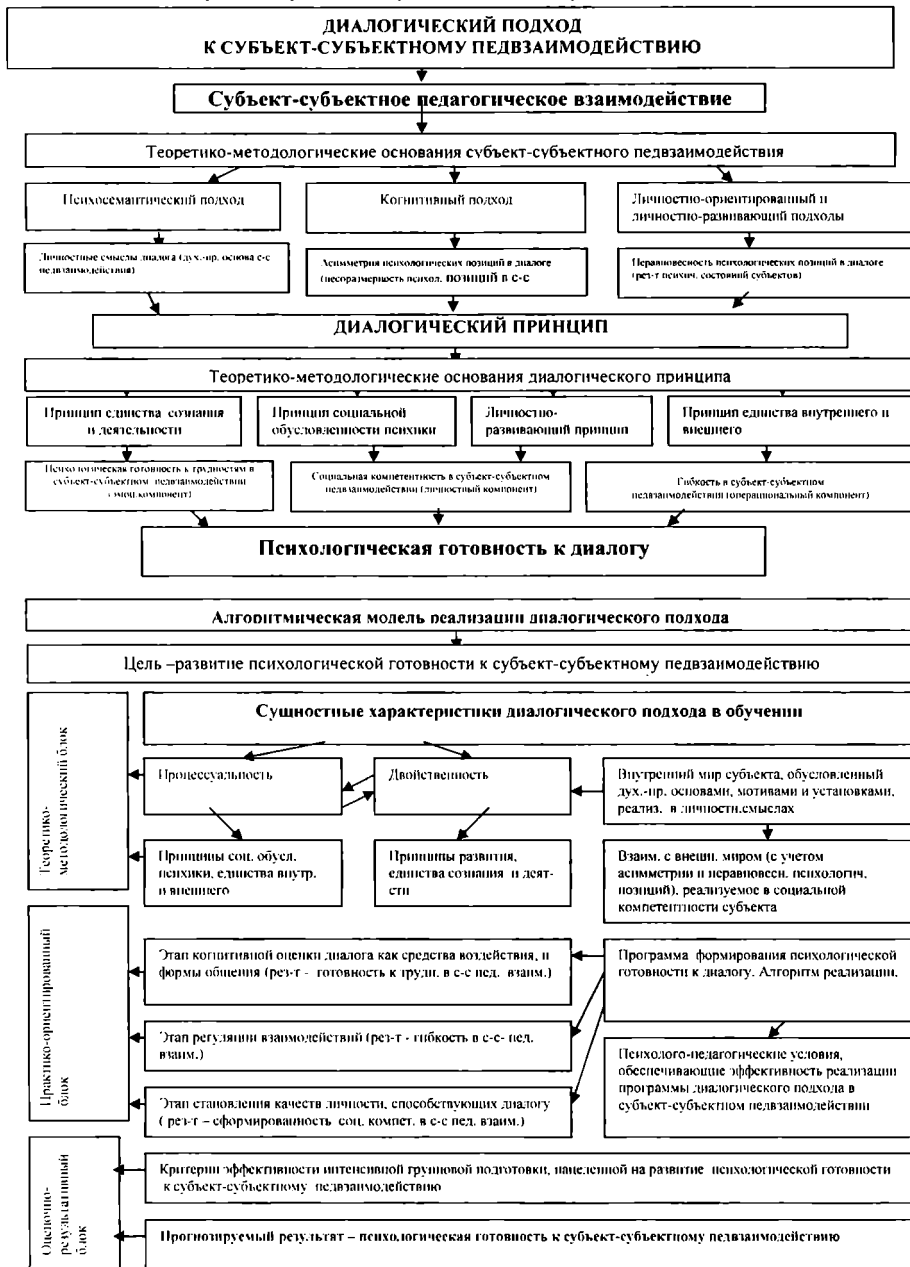 ДИАЛОГИЧЕСКИЙ ПОДХОД
К СУБЪЕКТ-СУБЪЕКТНОМУ ПЕДВЗАИМОДЕЙСТВИЮ
Субъект-субъектное педагогическое взаимодействие
Теоретико-методологические основания субъект-субъектного педвзаимодействия
Психосемантический подход
Когнитивный подход
Личностно-ориентированный и
личностно-развивающий подходы
Личностные смыслы диалога (дух.-нр. основа с-с
педвзаимодействия)
Асимметрия психологических позиций в диалоге
(несоразмерность психол. позиций в с-с
Неравновесность психологических позиций в диалоге
(рез-т психич. состояний субъектов)
ДИАЛОГИЧЕСКИЙ ПРИНЦИП
Теоретико-методологические основания диалогического принципа
Принцип единства сознания
и деятельности
Принцип социальной
обусловленности психики
Личностно-
развивающий принцип
Принцип единства внутреннего и
внешнего
Психологическая готовность к трудностям в
субъект-субъектном педвзаимодействии
(эмоц.компонент)
Социальная компетентность в субъект-субъектном
педвзаимодействии (личностный компонент)
Гибкость в субъект-субъектном
педвзаимодействия (операциональный компонент)
Психологическая готовность к диалогу
Алгоритмическая модель реализации диалогического подхода
Цель –развитие психологической готовности к субъект-субъектному педвзаимодействию
Теоретико-
методологический блок
Сущностные характеристики диалогического подхода в обучении
Процессуальность
Двойственность
Внутренний мир субъекта, обусловленный
дух.-нр. основами, мотивами и установками,
реализ. в личностн.смыслах
Принципы соц. обусл.
психики, единства внутр.
и внешнего
Принципы развития,
единства сознания и деят-
сти
Взаим. с внешн. миром (с учетом
асимметрии и неравновесн. психологич.
позиций), реализуемое в социальной
компетентности субъекта
Практико-ориентированный
блок
Этап когнитивной оценки диалога как средства воздействия, и
формы общения (рез-т - готовность к трудн. в с-с пед. взаим.)
Программа формирования психологической
готовности к диалогу. Алгоритм реализации.
Этап регуляции взаимодействий (рез-т - гибкость в с-с- пед.
взаим.)
Психолого-педагогические условия,
обеспечивающие эффективность реализации
программы диалогического подхода в
субъект-субъектном педвзаимодействии
Этап становления качеств личности, способствующих диалогу
( рез-т – сформированность соц. компет. в с-с пед. взаим.)
Оценочно-
результативный
блок
Критерии эффективности интенсивной групповой подготовки, нацеленной на развитие психологической готовности
к субъект-субъектному педвзаимодействию
Прогнозируемый результат – психологическая готовность к субъект-субъектному педвзаимодействию